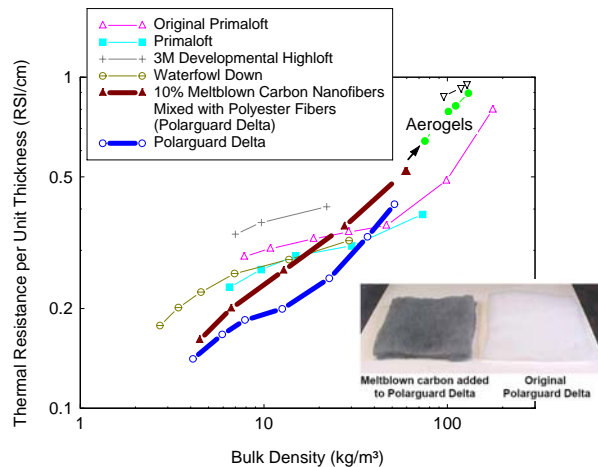 Original Primaloft
Primaloft
3M Developmental Highloft
Waterfowl Down
10% Meltblown Carbon Nanofibers
Mixed with Polyester Fibers
(Polarguard Delta)
Polarguard Delta
Thermal Resistance per Unit Thickness (RSI/cm)
1
0.5
0.2
0.1
Aerogels
Meltblown carbon added
to Polarguard Delta
Original
Polarguard Delta
1
10
100
Bulk Density (kg/m³)